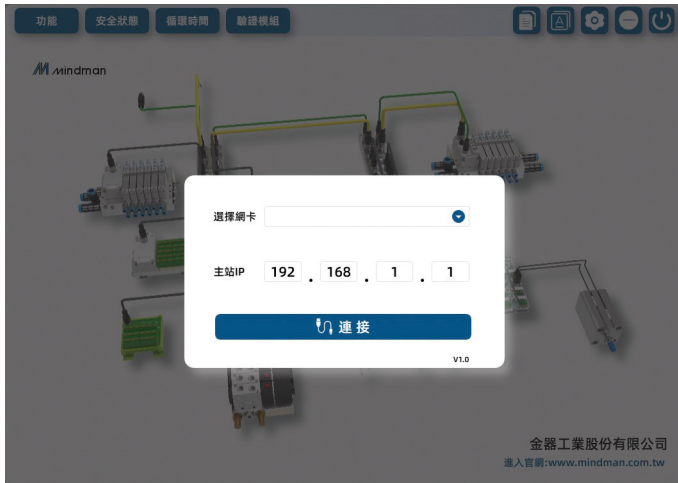 功能 安全狀態 循環時間 驗證模組
mindman
選擇網卡
主站IP 192 . 168 . 1 . 1
連接
V1.0
金器工業股份有限公司
進入官網:www.mindman.com.tw